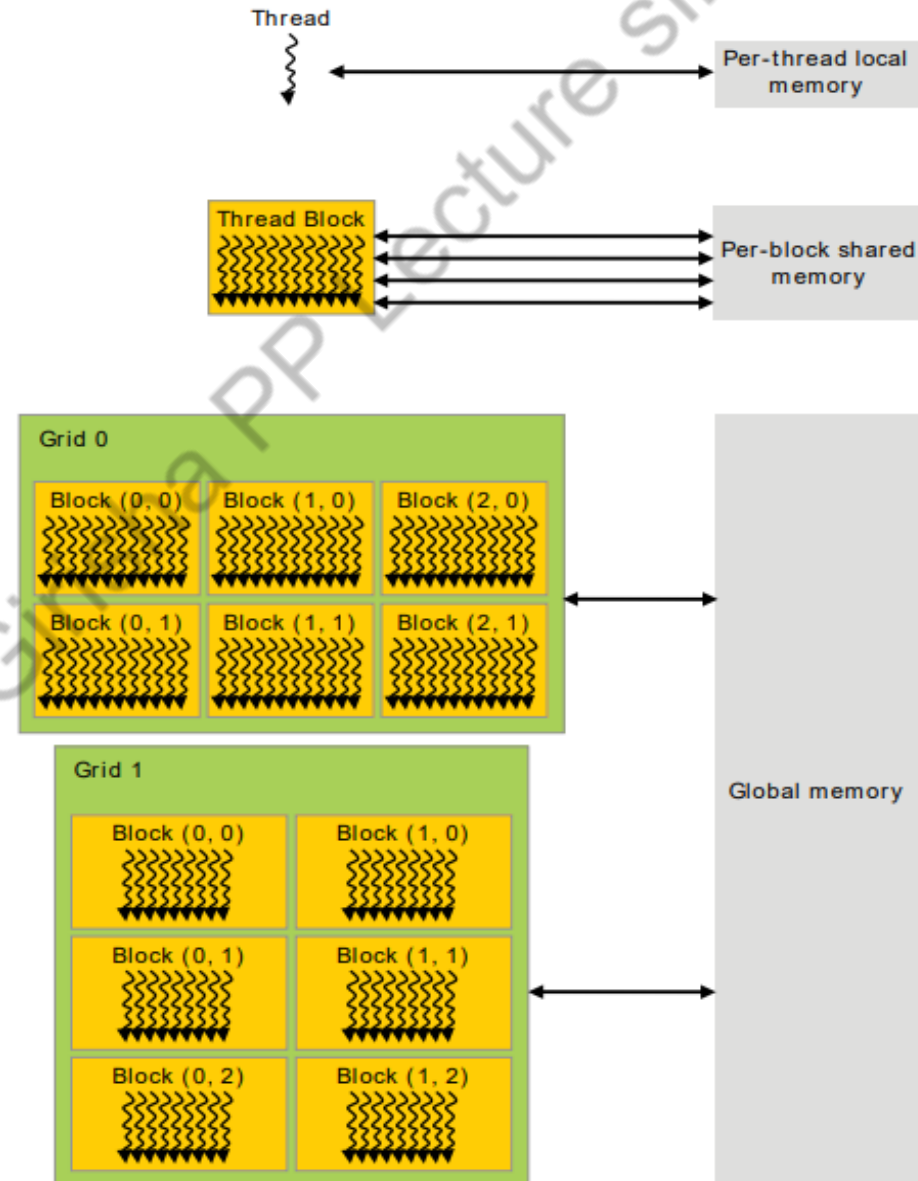 Thread
Per-thread local
memory
Thread Block
Per-block shared
memory
Grid 0
Block (0, 0)
Block (1, 0)
Block (2, 0)
Block (0, 1)
Block (1, 1)
Block (2, 1)
Grid 1
Global memory
Block (0, 0)
Block (1, 0)
Block (0, 1)
Block (1, 1)
Block (0, 2)
Block (1, 2)
PP Lecture